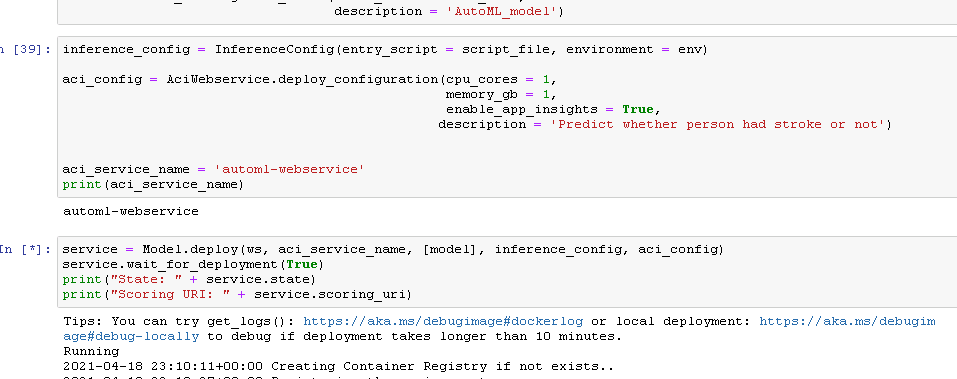 description = 'AutoML_model')
n [39]:
inference_config = InferenceConfig(entry_script = script_file, environment = env)
aci_config = AciWebservice.deploy_configuration(cpu_cores = 1,
memory_gb = 1,
enable_app_insights = True,
description = 'Predict whether person had stroke or not')
aci_service_name = 'automl-webservice'
print(aci_service_name)
automl-webservice
In [*]:
service = Model.deploy(ws, aci_service_name, [model], inference_config, aci_config)
service.wait_for_deployment(True)
print("State: " + service.state)
print("Scoring URI: " + service.scoring_uri)
Tips: You can try get_logs(): https://aka.ms/debugimage#dockerlog or local deployment: https://aka.ms/debugim
age#debug-locally to debug if deployment takes longer than 10 minutes.
Running
2021-04-18 23:10:11+00:00 Creating Container Registry if not exists..